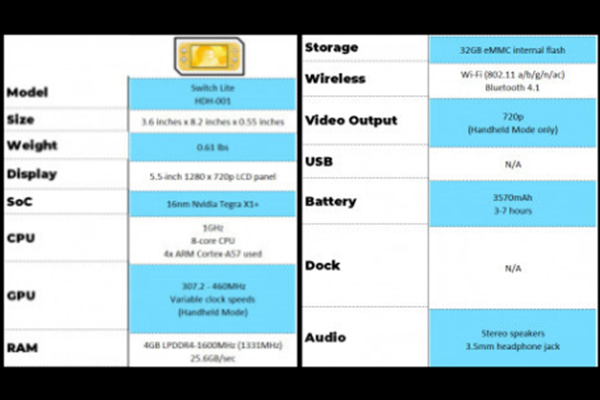 Model
Switch Lite
HDH-001
Size
3.6 inches x 8.2 inches x 0.55 inches
Weight
0.61 lbs
Display
5.5-inch 1280 x 720p LCD panel
SoC
16nm Nvidia Tegra X1+
CPU
1GHz
8-core CPU
4x ARM Cortex-A57 used
GPU
307.2 - 460MHz
Variable clock speeds
(Handheld Mode)
RAM
4GB LPDDR4-1600MHz (1331MHz)
25.6GB/sec
Storage
32GB eMMC internal flash
Wireless
Wi-Fi (802.11 a/b/g/n/ac)
Bluetooth 4.1
Video Output
720p
(Handheld Mode only)
USB
N/A
Battery
3570mAh
3-7 hours
Dock
N/A
Audio
Stereo speakers
3.5mm headphone jack